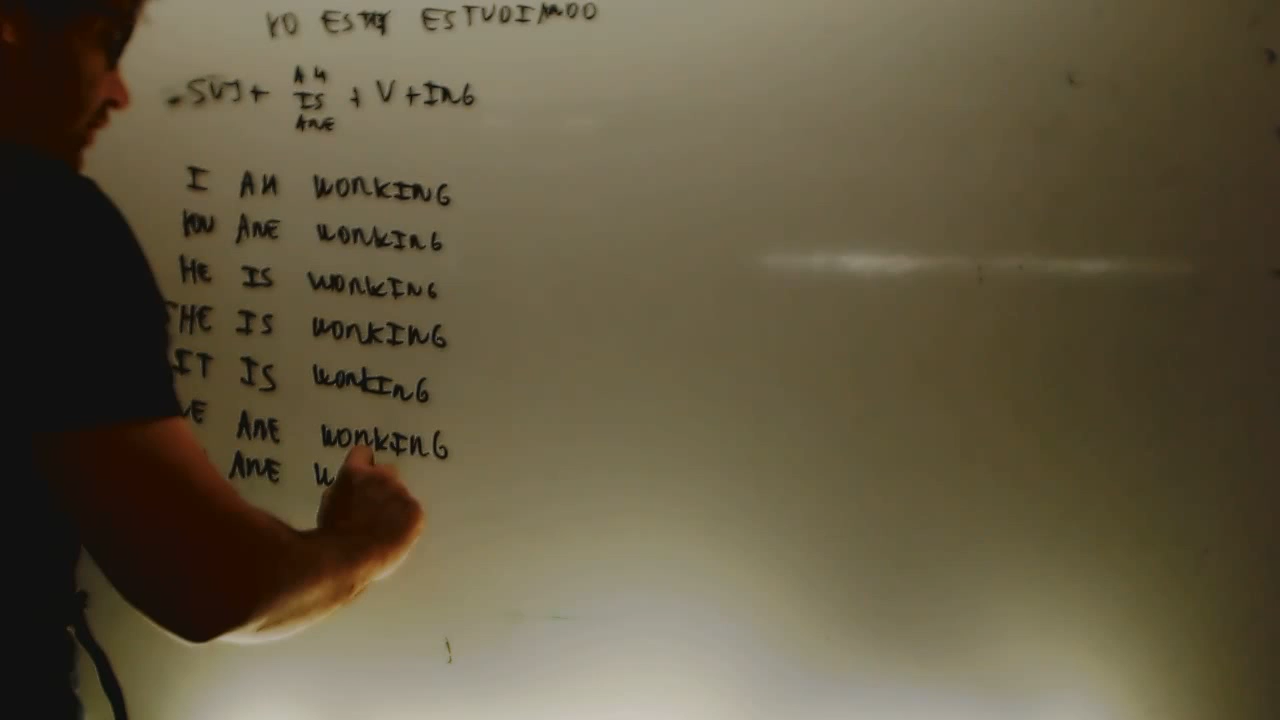 YO ESTOY ESTUDIANDO
.SUJ+ AM IS ARE + V +ING
I AM WORKING
YOU ARE WORKING
HE IS WORKING
SHE IS WORKING
IT IS WORKING
WE ARE WORKING
ARE W